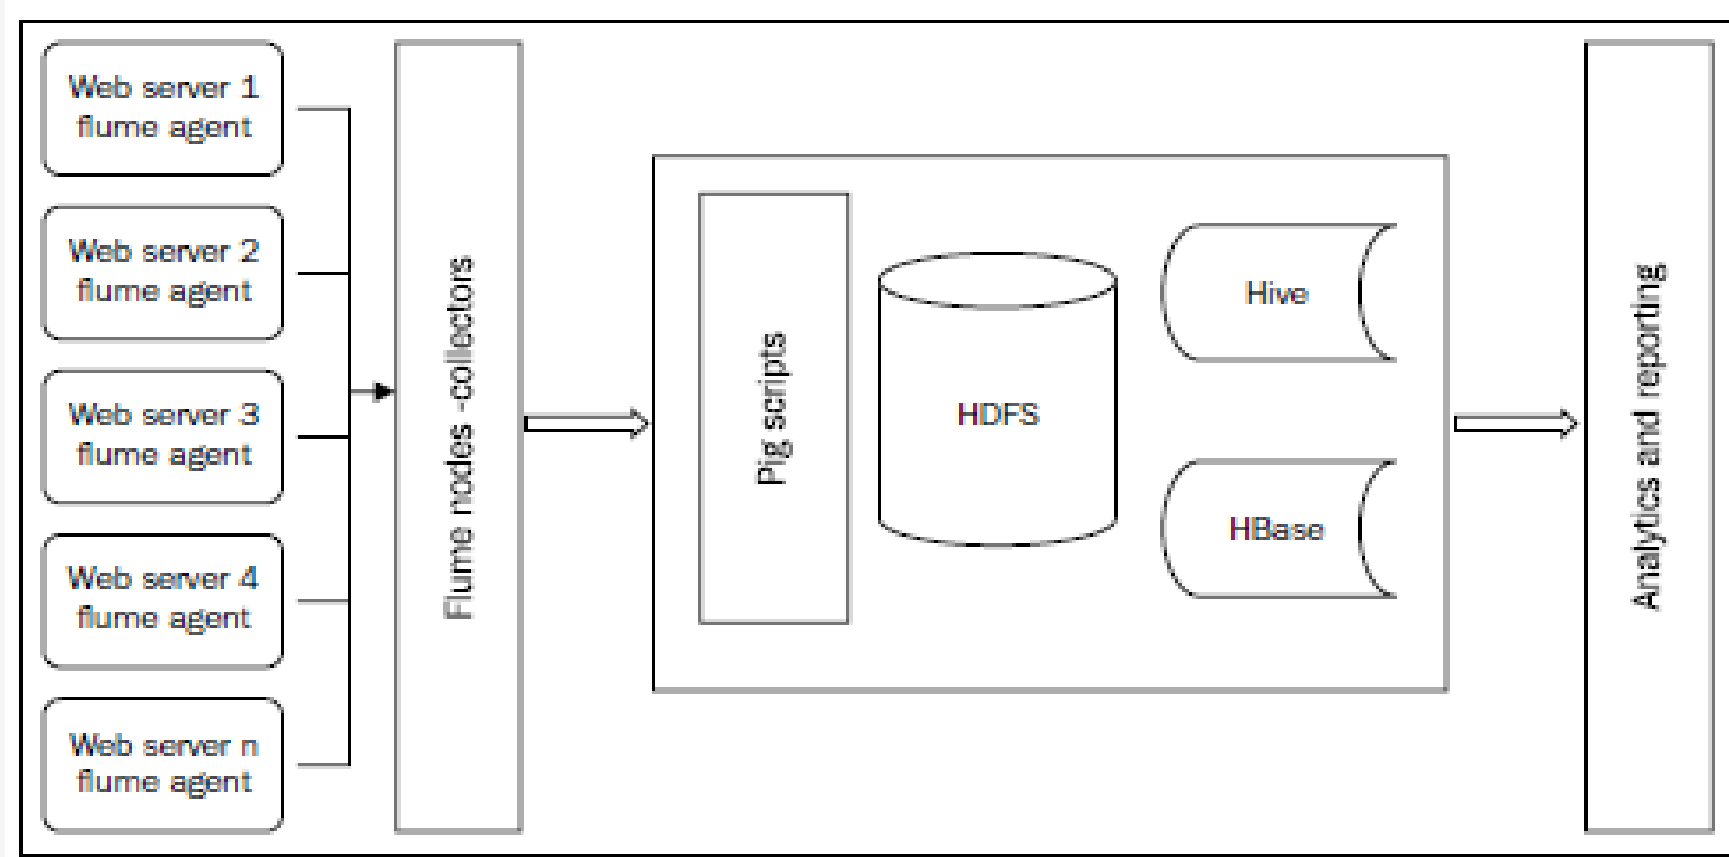 Web server 1
flume agent
Web server 2
flume agent
Web server 3
flume agent
Web server 4
flume agent
Web server n
flume agent
Flume nodes -collectors
Pig scripts
HDFS
Hive
HBase
Analytics and reporting